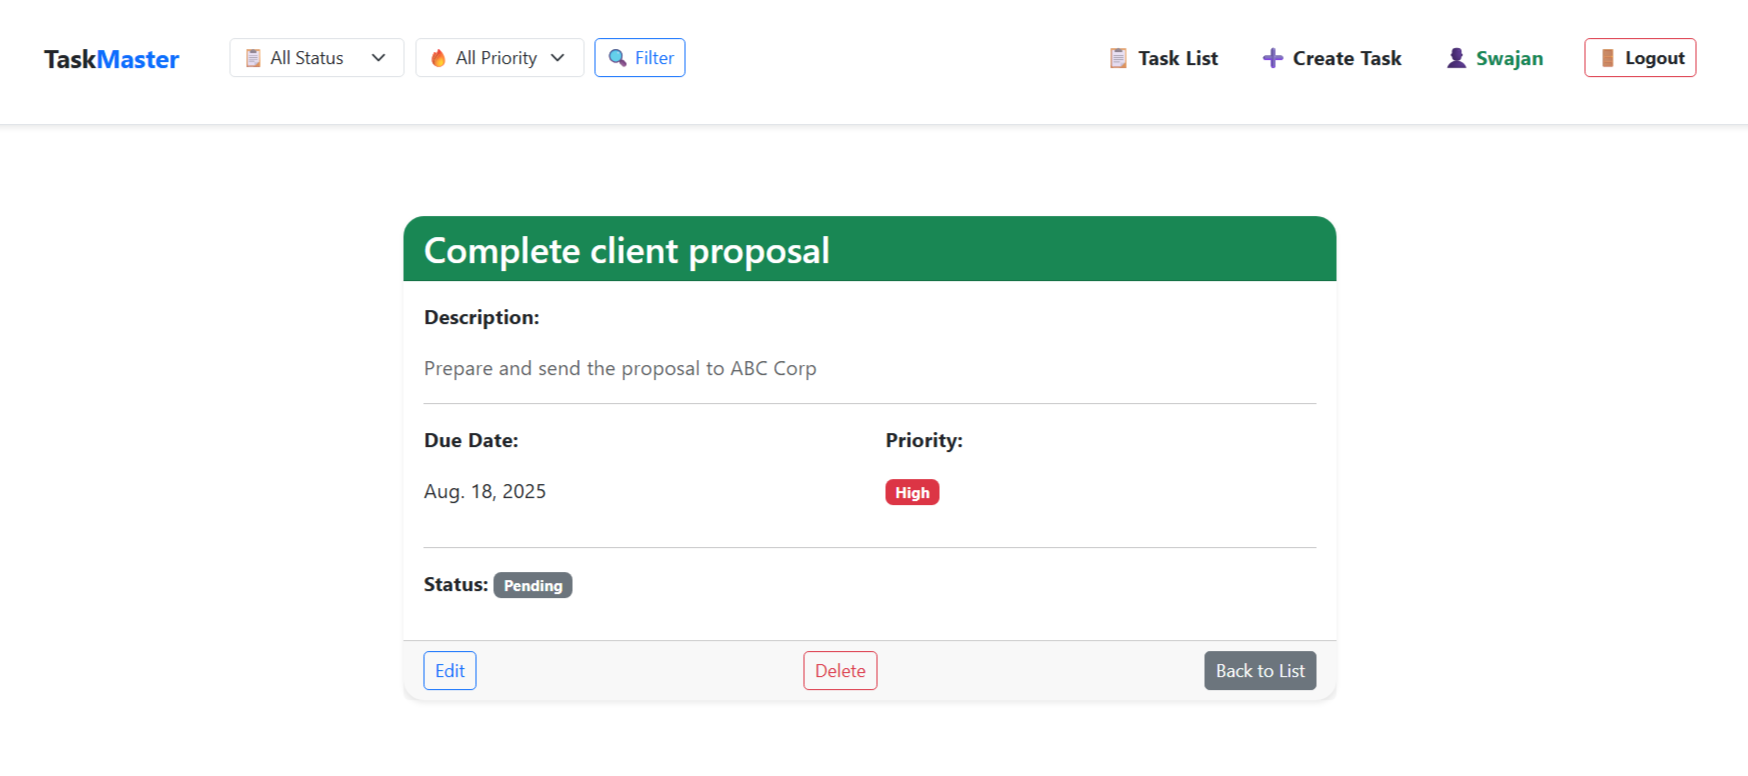 TaskMaster All Status All Priority Filter Task List Create Task Swajan Logout
Complete client proposal
Description:
Prepare and send the proposal to ABC Corp
Due Date: Priority:
Aug. 18, 2025 High
Status: Pending
Edit Delete Back to List